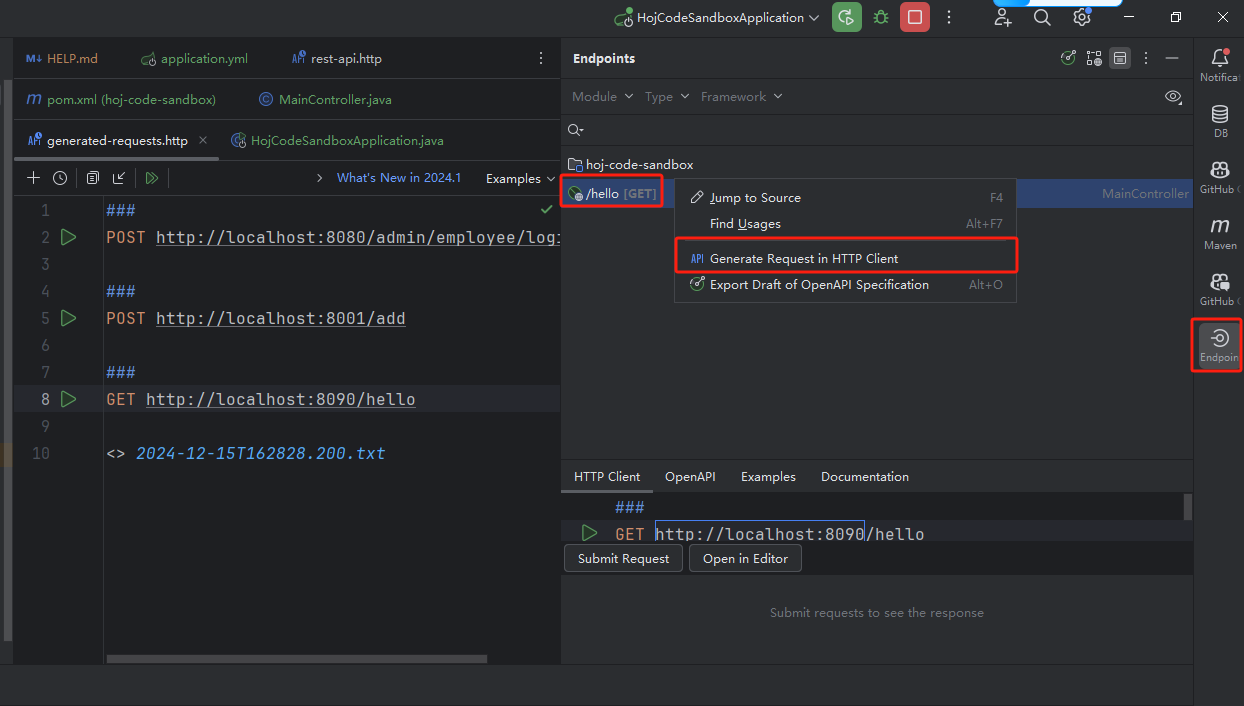 HojCodeSandboxApplication
M↓ HELP.md
application.yml
API rest-api.http
m pom.xml (hoj-code-sandbox)
C MainController.java
API generated-requests.http
HojCodeSandboxApplication.java
What's New in 2024.1
Examples
1 ###
2 POST http://localhost:8080/admin/employee/logi
3
4 ###
5 POST http://localhost:8001/add
6
7 ###
8 GET http://localhost:8090/hello
9
10 <> 2024-12-15T162828.200.txt
Endpoints
Module Type Framework
hoj-code-sandbox
/hello [GET] MainController
Jump to Source F4
Find Usages Alt+F7
API Generate Request in HTTP Client
Export Draft of OpenAPI Specification Alt+O
HTTP Client OpenAPI Examples Documentation
###
GET http://localhost:8090/hello
Submit Request
Open in Editor
Submit requests to see the response
Notifica
DB
GitHub
m
Maven
GitHub
Endpoin